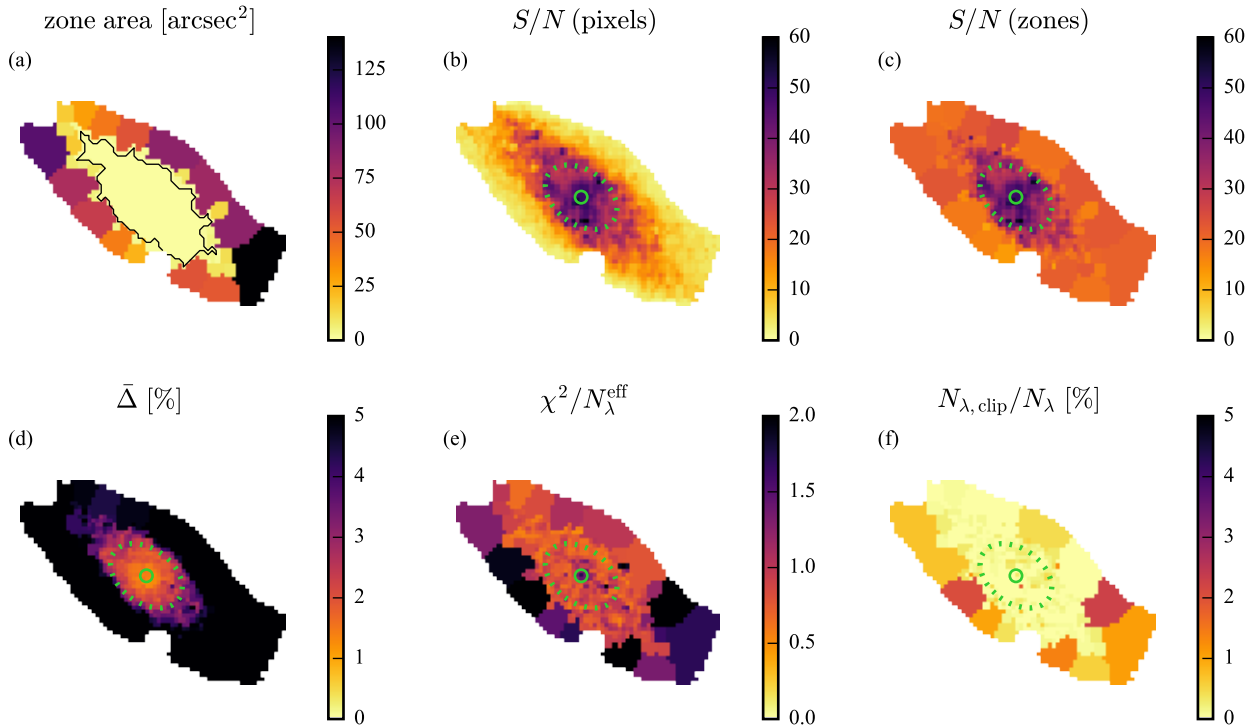 zone area [arcsec²] S/N (pixels) S/N (zones)
(a) (b) (c)
125 60 60
100 50 50
75 40 40
50 30 30
25 20 20
0 10 10
0 0
Δ̄ [%] χ²/N_λ^eff N_λ, clip/N_λ [%]
(d) (e) (f)
5 2.0 5
4 1.5 4
3 1.0 3
2 0.5 2
1 0.0 1
0 0